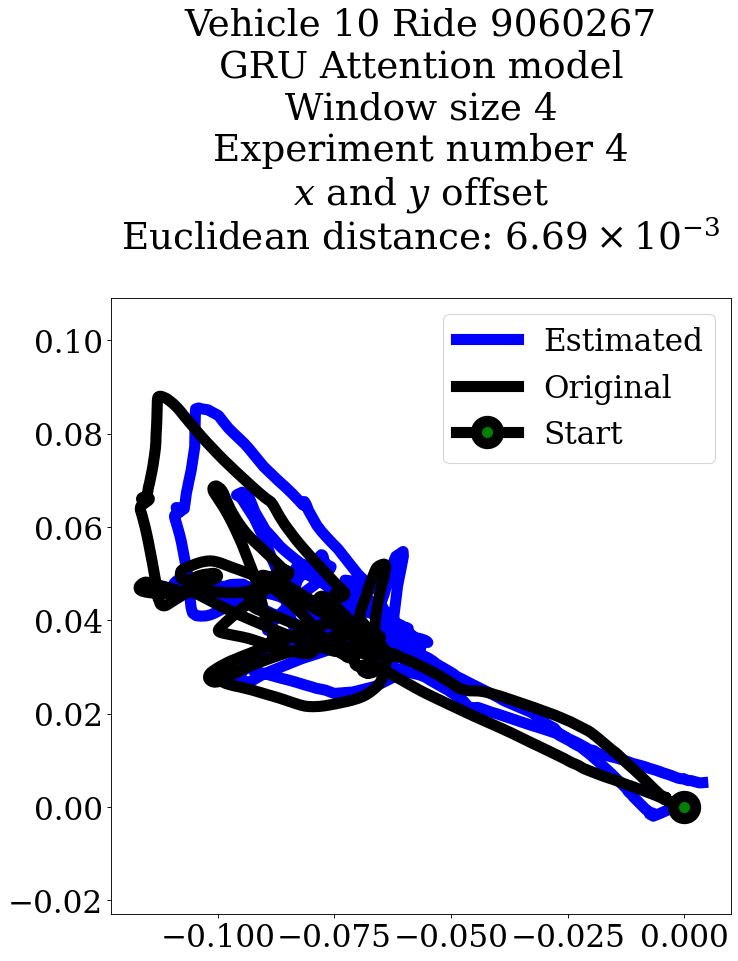 Vehicle 10 Ride 9060267
GRU Attention model
Window size 4
Experiment number 4
x and y offset
Euclidean distance: 6.69 × 10⁻³
Estimated
Original
Start
0.10
0.08
0.06
0.04
0.02
0.00
−0.02
−0.100 −0.075 −0.050 −0.025 0.000